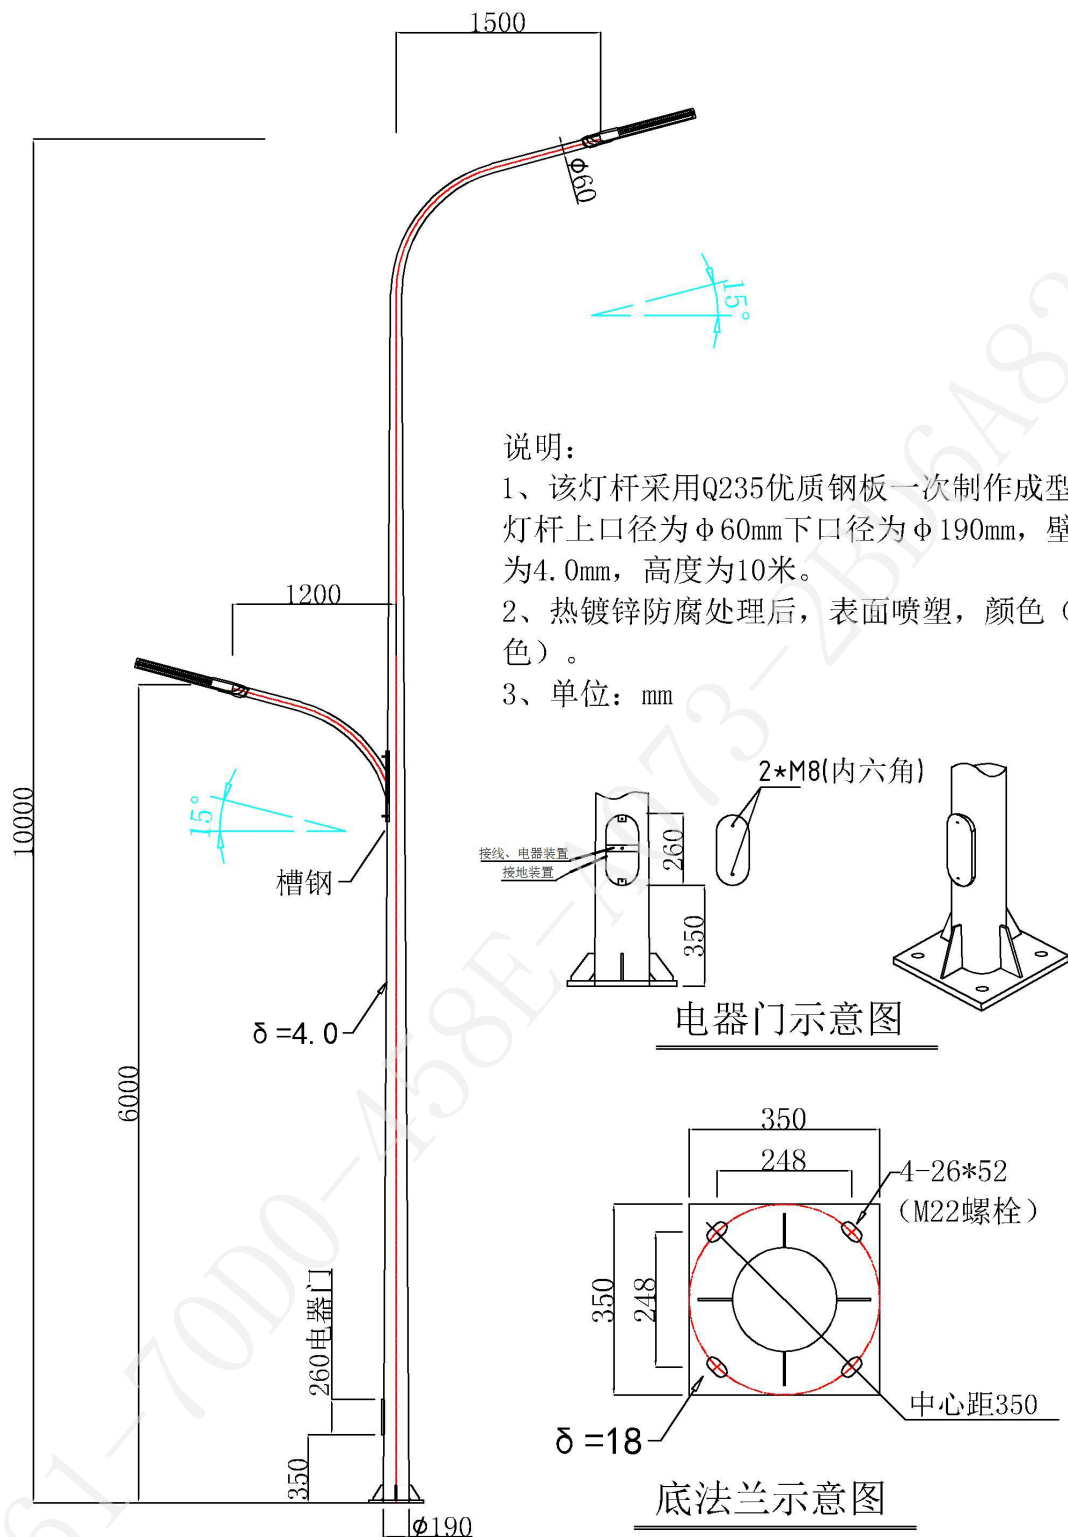 1500
φ60
15°
说明：
1、该灯杆采用Q235优质钢板一次制作成型
灯杆上口径为φ60mm下口径为φ190mm，壁
为4.0mm，高度为10米。
2、热镀锌防腐处理后，表面喷塑，颜色（
色）。
3、单位：mm
1200
10000
15°
槽钢
2*M8(内六角)
接线、电器装置
接地装置
260
350
电器门示意图
δ=4.0
6000
350
248
4-26*52
（M22螺栓）
350
248
中心距350
δ=18
底法兰示意图
260电器门
350
φ190
61-70D0-458E-A073-2BD6A82